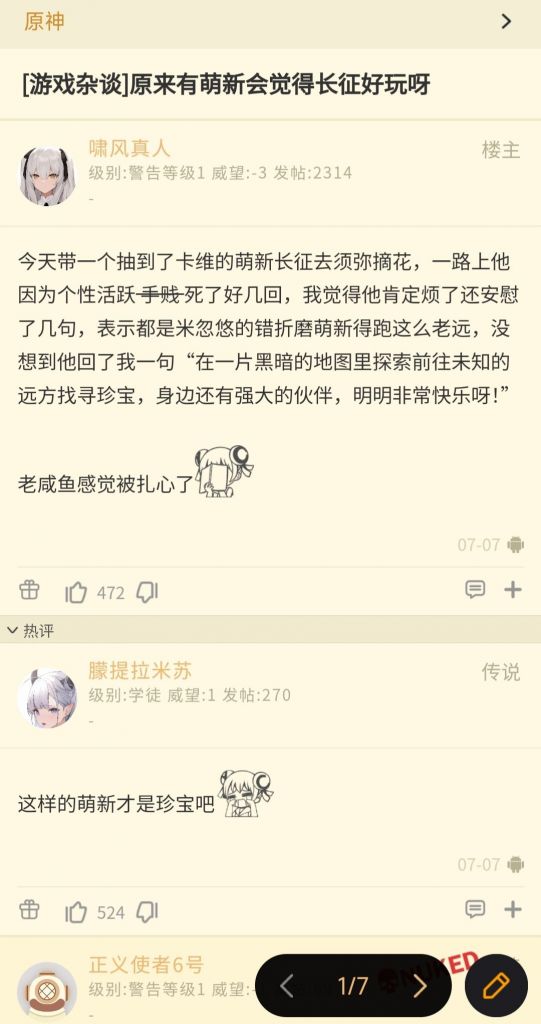 原神
[游戏杂谈]原来有萌新会觉得长征好玩呀
啸风真人
楼主
级别:警告等级1 威望:-3 发帖:2314
-
今天带一个抽到了卡维的萌新长征去须弥摘花，一路上他
因为个性活跃 手贱 死了好几回，我觉得他肯定烦了还安慰
了几句，表示都是米忽悠的错折磨萌新得跑这么老远，没
想到他回了我一句“在一片黑暗的地图里探索前往未知的
远方找寻珍宝，身边还有强大的伙伴，明明非常快乐呀！”
老咸鱼感觉被扎心了
07-07
472
热评
朦提拉米苏
传说
级别:学徒 威望:1 发帖:270
-
这样的萌新才是珍宝吧
07-07
524
正义使者6号
级别:警告等级1 威望:
-
NUKED
1/7